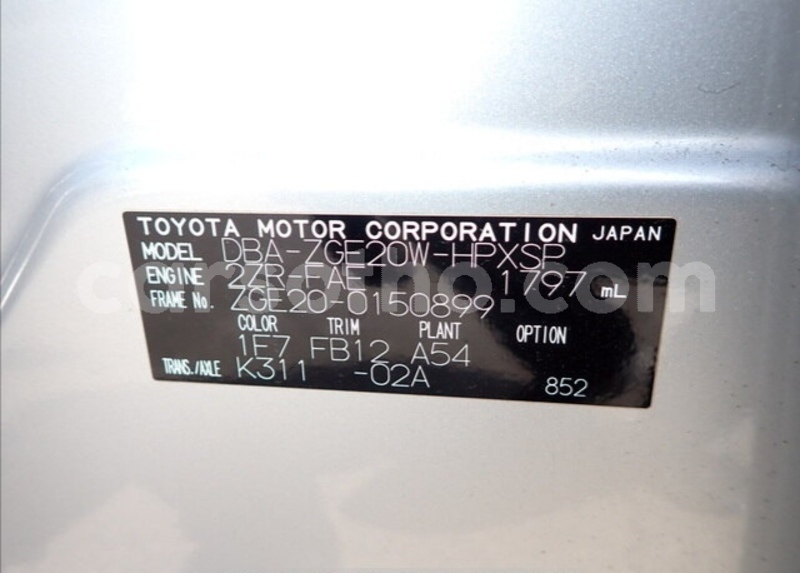 TOYOTA MOTOR CORPORATION JAPAN
MODEL DBA-ZGE20W-HPXSP
ENGINE 2ZR-FAE 1797 mL
FRAME No. ZGE20-0150899
COLOR TRIM PLANT OPTION
1F7 FB12 A54
TRANS./AXLE K311 -02A
852